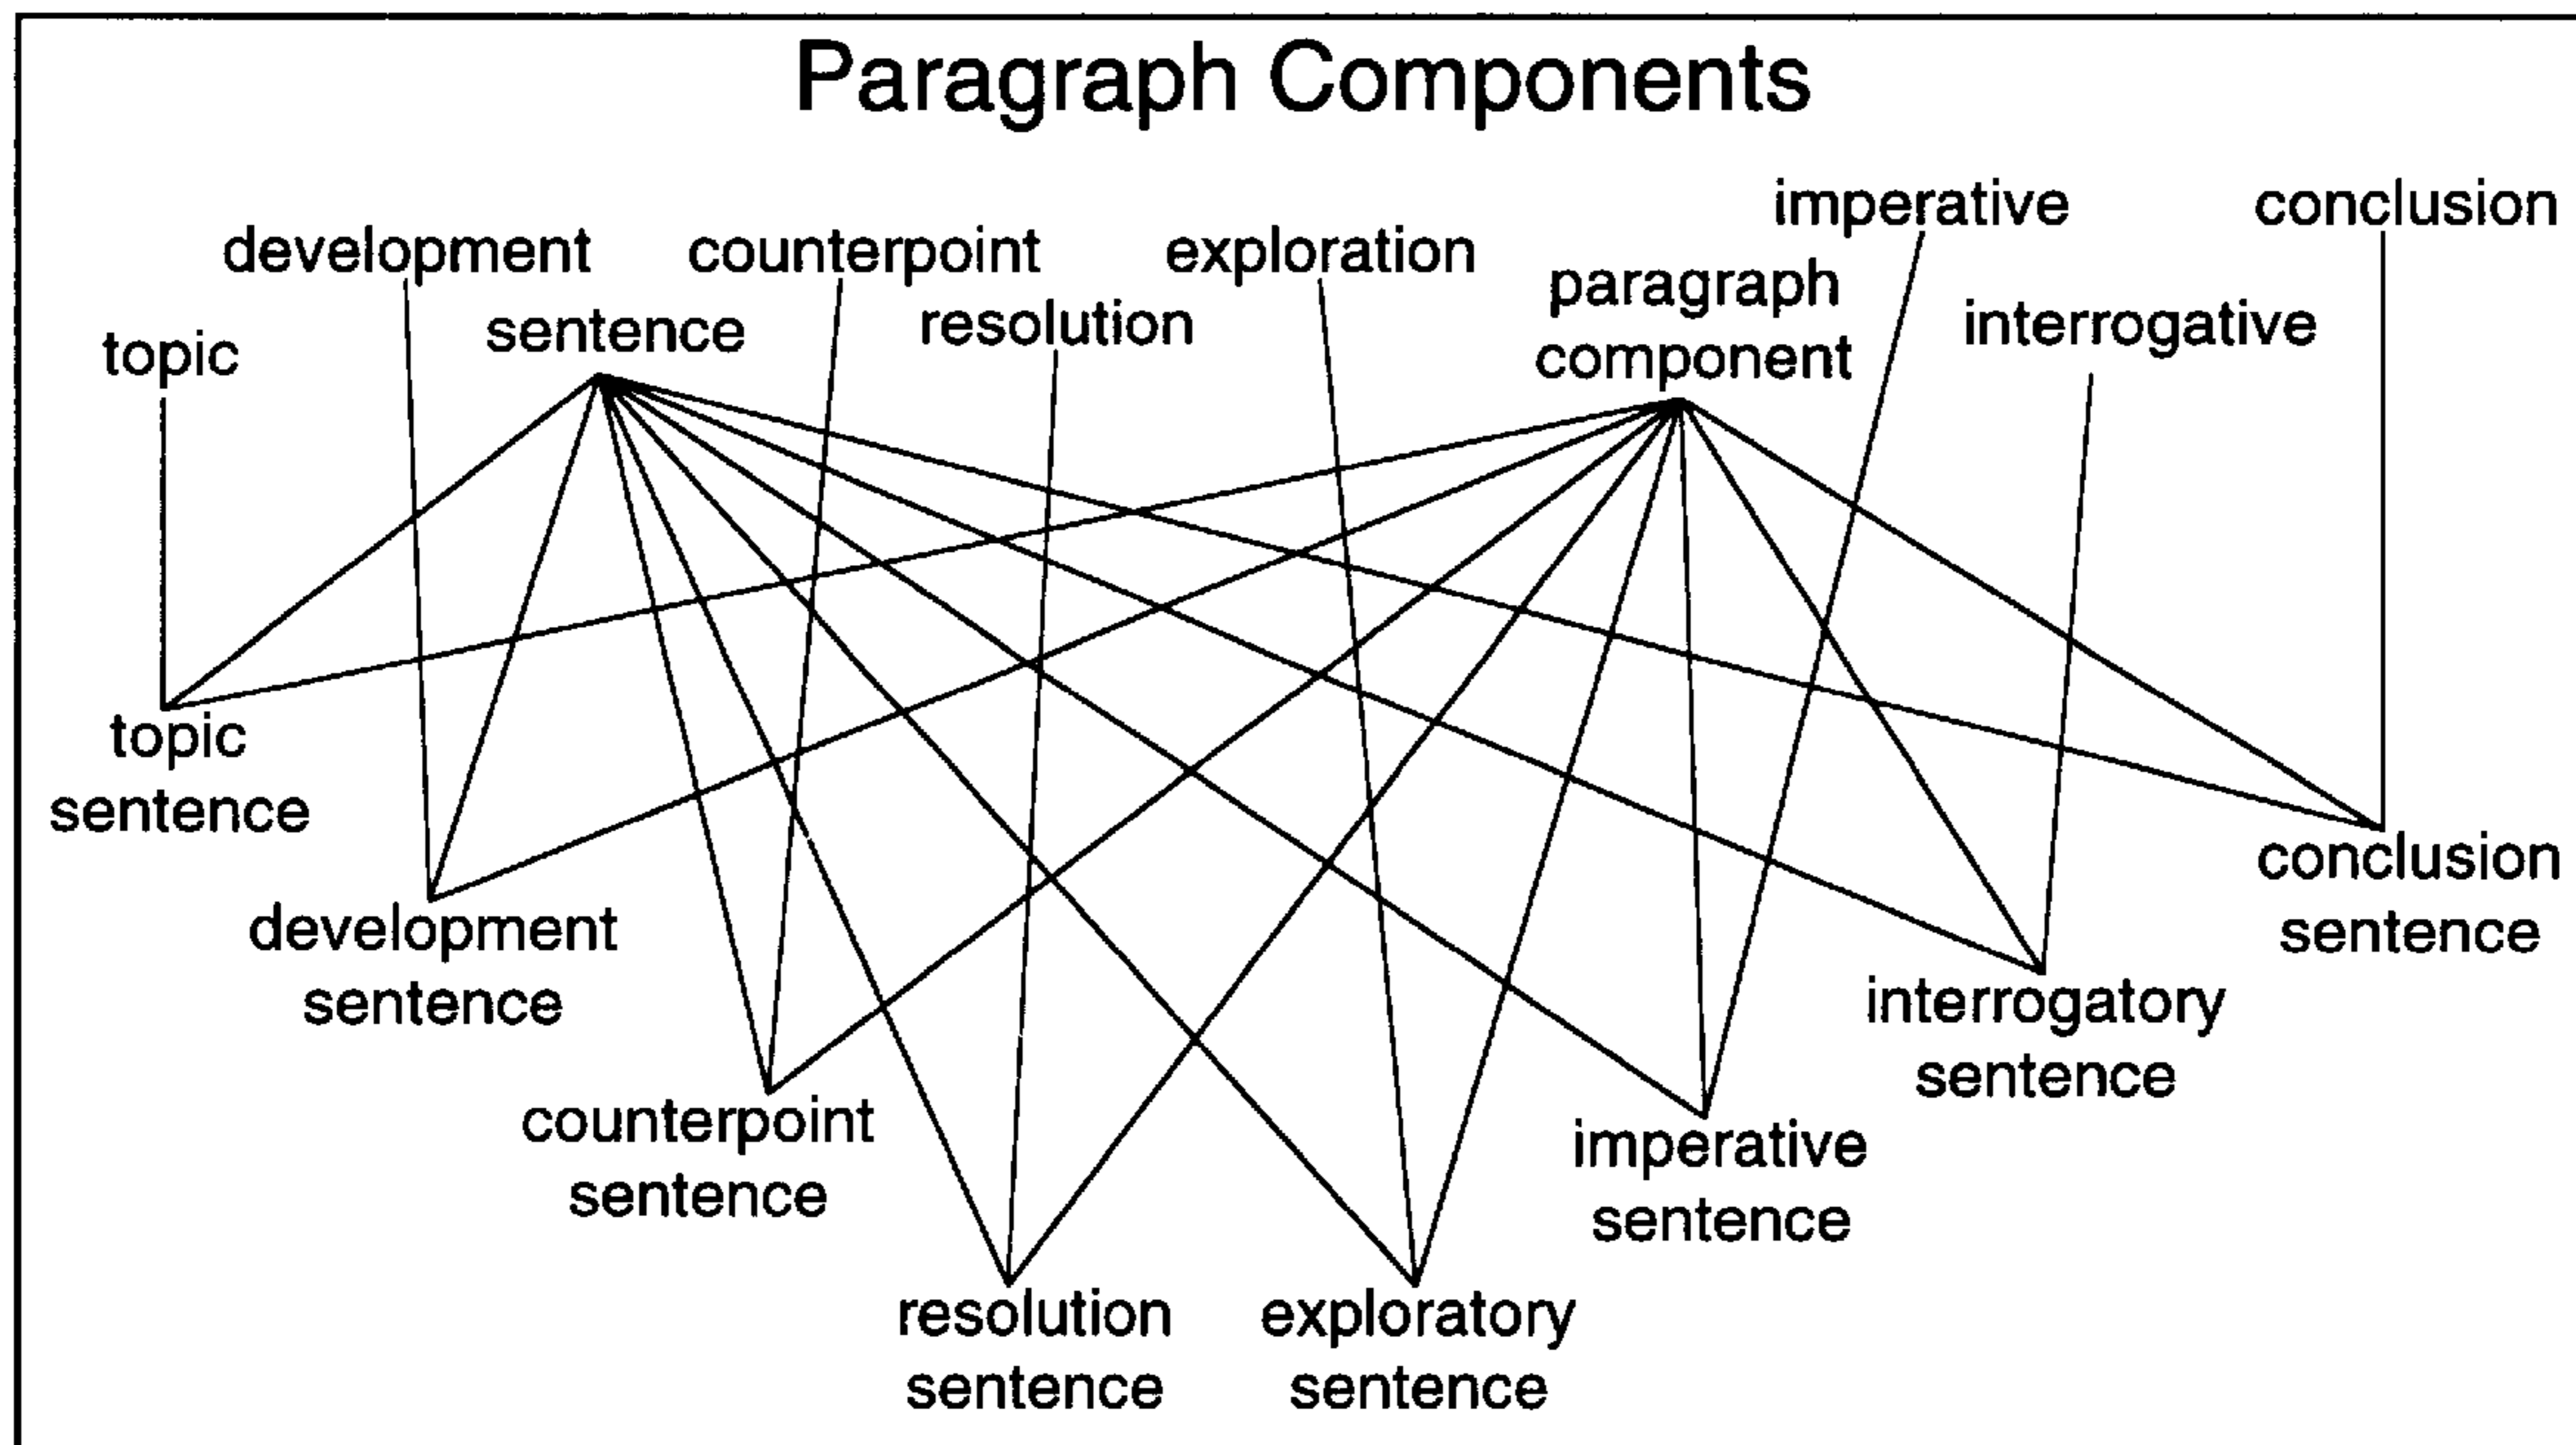 Paragraph Components
imperative
conclusion
development
counterpoint
exploration
paragraph
component
sentence
resolution
interrogative
topic
topic
sentence
conclusion
sentence
development
sentence
interrogatory
sentence
counterpoint
sentence
imperative
sentence
resolution
sentence
exploratory
sentence